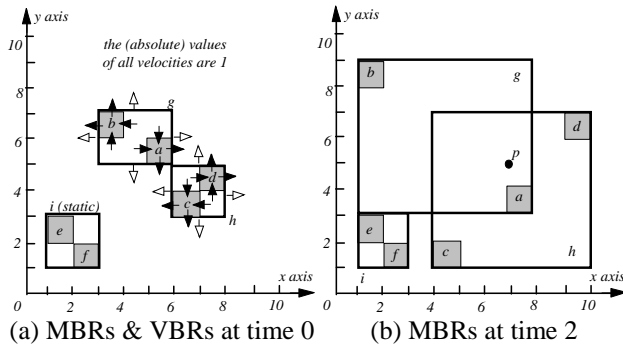 y axis
10
8
6
4
2
0
the (absolute) values
of all velocities are 1
g
b
a
d
c
h
i (static)
e
f
x axis
2 4 6 8 10
(a) MBRs & VBRs at time 0
y axis
10
8
6
4
2
0
b
g
d
p
a
e
f
c
h
i
x axis
2 4 6 8 10
(b) MBRs at time 2